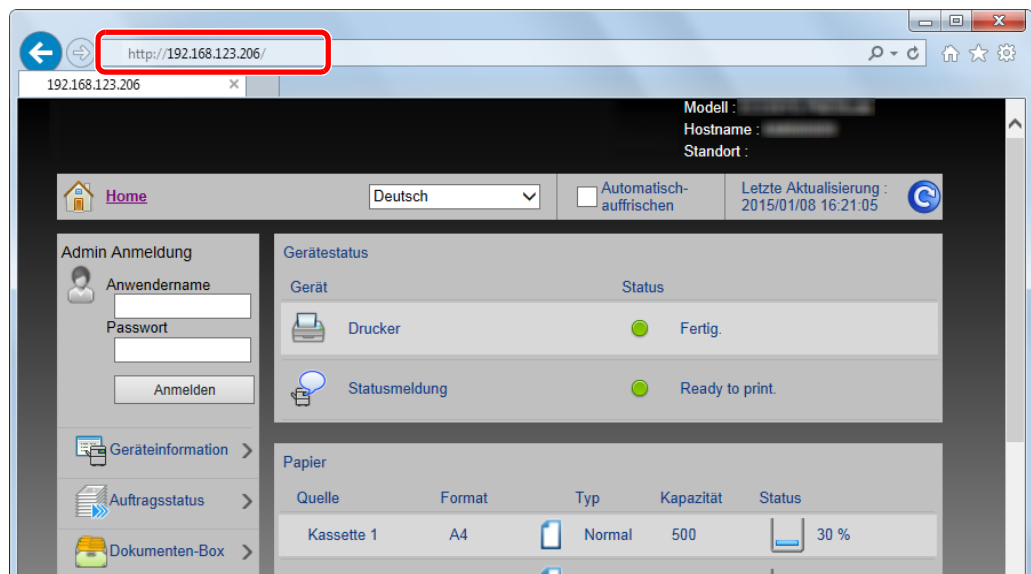 http://192.168.123.206/
192.168.123.206
Modell :
Hostname :
Standort :
Home
Deutsch
Automatisch-
auffrischen
Letzte Aktualisierung :
2015/01/08 16:21:05
Admin Anmeldung
Anwendername
Passwort
Anmelden
Geräteinformation
Auftragsstatus
Dokumenten-Box
Gerätestatus
Gerät Status
Drucker Fertig.
Statusmeldung Ready to print.
Papier
Quelle Format Typ Kapazität Status
Kassette 1 A4 Normal 500 30 %